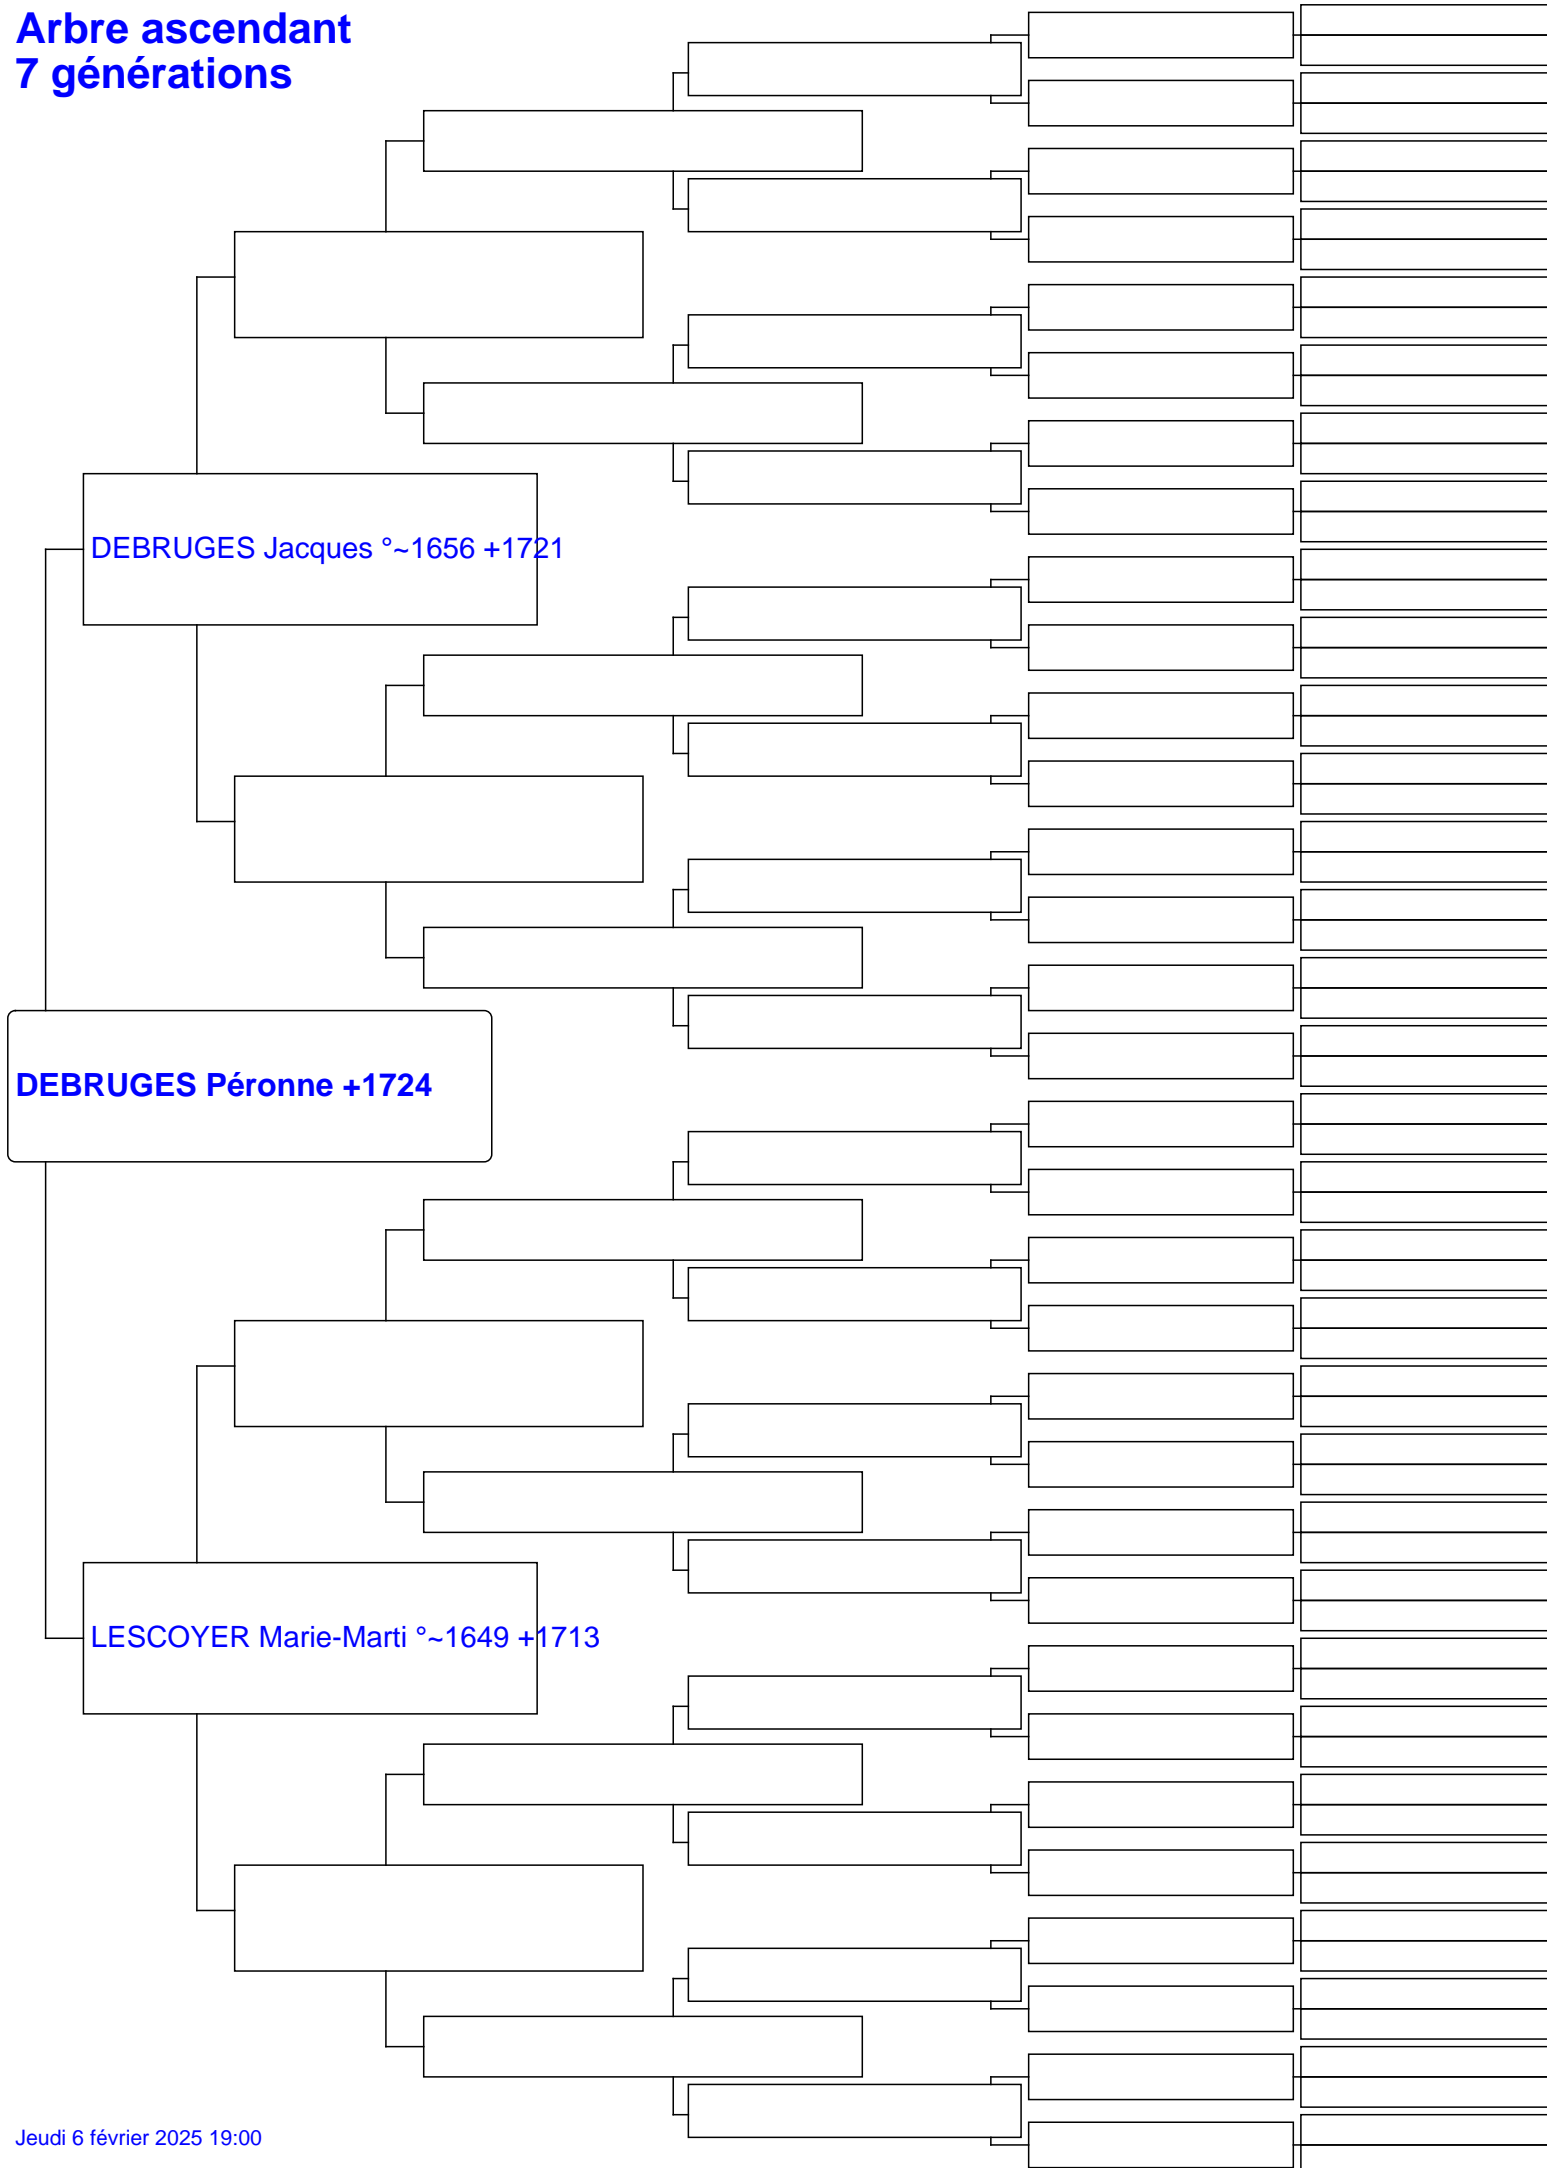 Arbre ascendant
7 générations
DEBRUGES Jacques °~1656 +1721
DEBRUGES Péronne +1724
LESCOYER Marie-Marti °~1649 +1713
Jeudi 6 février 2025 19:00